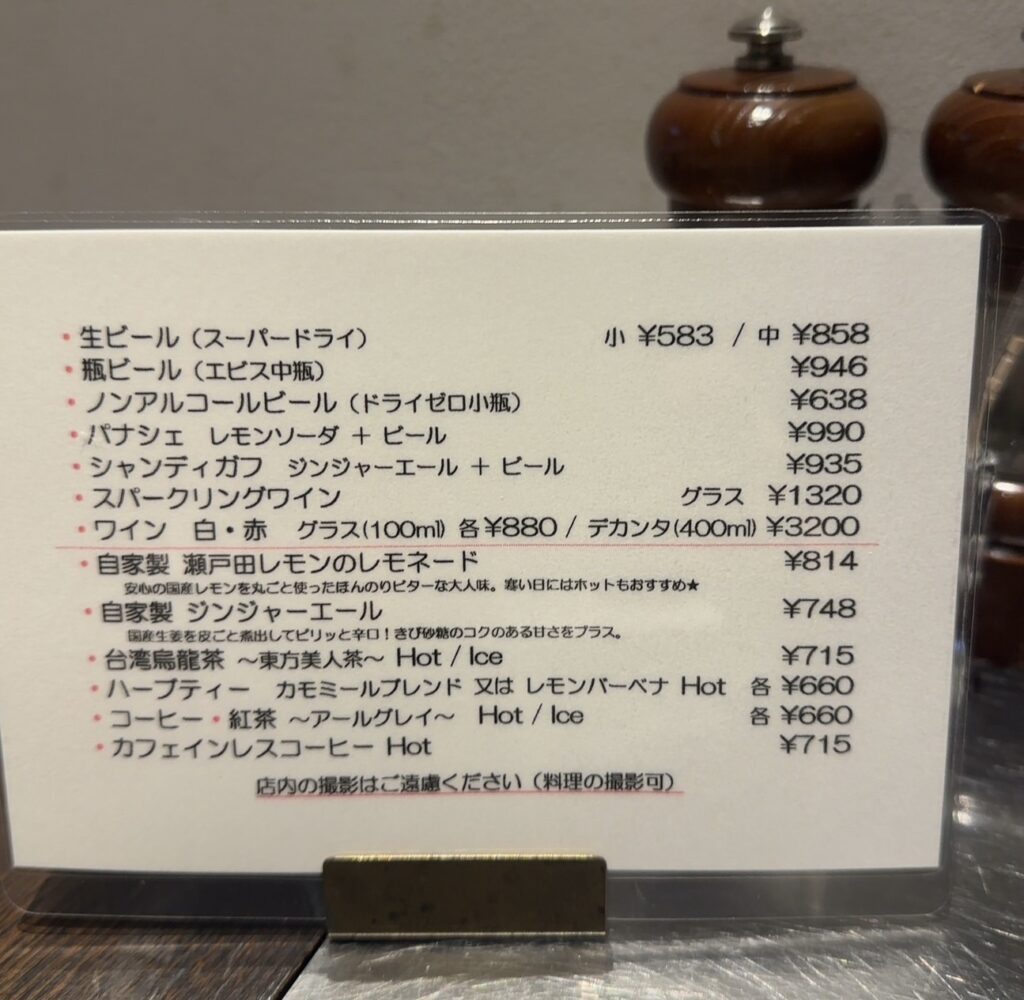 ・生ビール（スーパードライ） 小 ¥583 / 中 ¥858
・瓶ビール（エビス中瓶） ¥946
・ノンアルコールビール（ドライゼロ小瓶） ¥638
・パナシェ レモンソーダ ＋ ビール ¥990
・シャンディガフ ジンジャーエール ＋ ビール ¥935
・スパークリングワイン グラス ¥1320
・ワイン 白・赤 グラス(100ml) 各¥880 / デカンタ(400ml) ¥3200
・自家製 瀬戸田レモンのレモネード ¥814
安心の国産レモンを丸ごと使ったほんのりビターな大人味。寒い日にはホットもおすすめ★
・自家製 ジンジャーエール ¥748
国産生姜を皮ごと煮出してピリッと辛口！きび砂糖のコクのある甘さをプラス。
・台湾烏龍茶 〜東方美人茶〜 Hot / Ice ¥715
・ハーブティー カモミールブレンド 又は レモンバーベナ Hot 各 ¥660
・コーヒー・紅茶 〜アールグレイ〜 Hot / Ice 各 ¥660
・カフェインレスコーヒー Hot ¥715
店内の撮影はご遠慮ください（料理の撮影可）